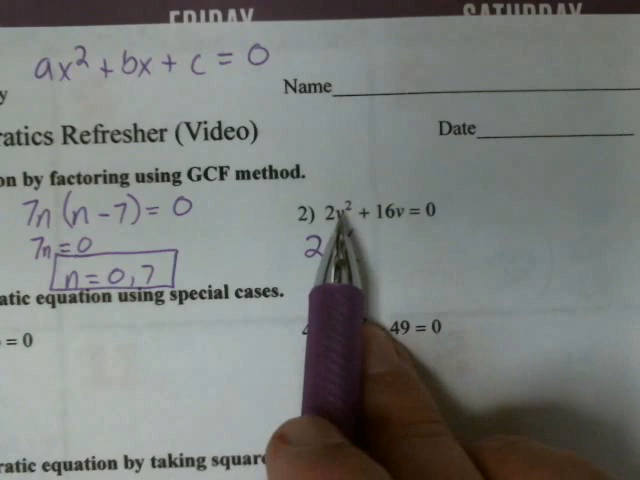 FRIDAY SATURDAY
ax² + bx + c = 0
y Name
ratics Refresher (Video) Date
on by factoring using GCF method.
7n (n - 7) = 0 2) 2v² + 16v = 0
7n = 0 2
n = 0, 7
atic equation using special cases.
= 0 49 = 0
ratic equation by taking square